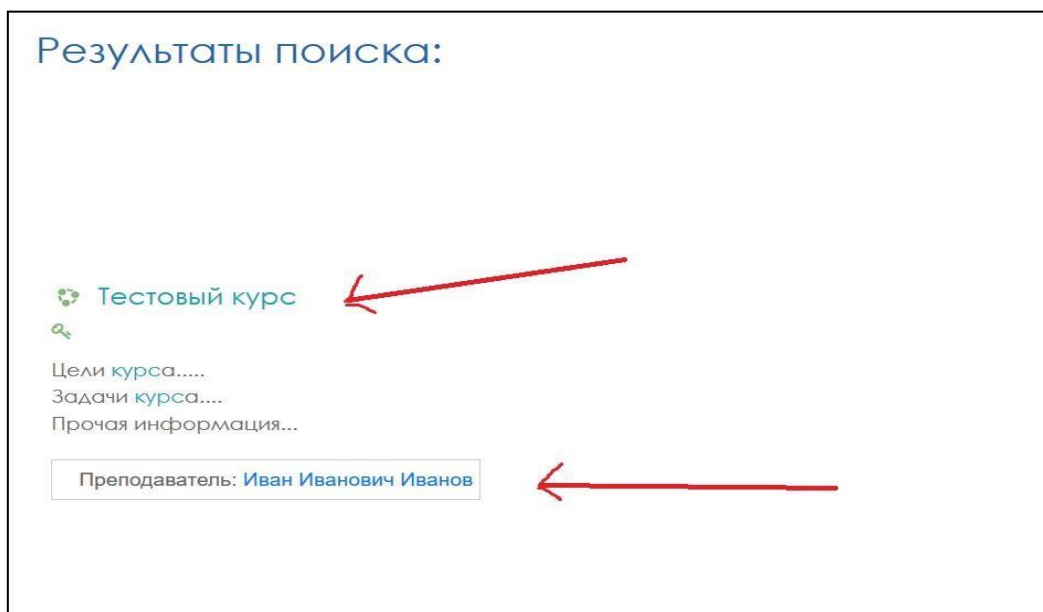 Результаты поиска:
Тестовый курс
Цели курса.....
Задачи курса....
Прочая информация...
Преподаватель: Иван Иванович Иванов